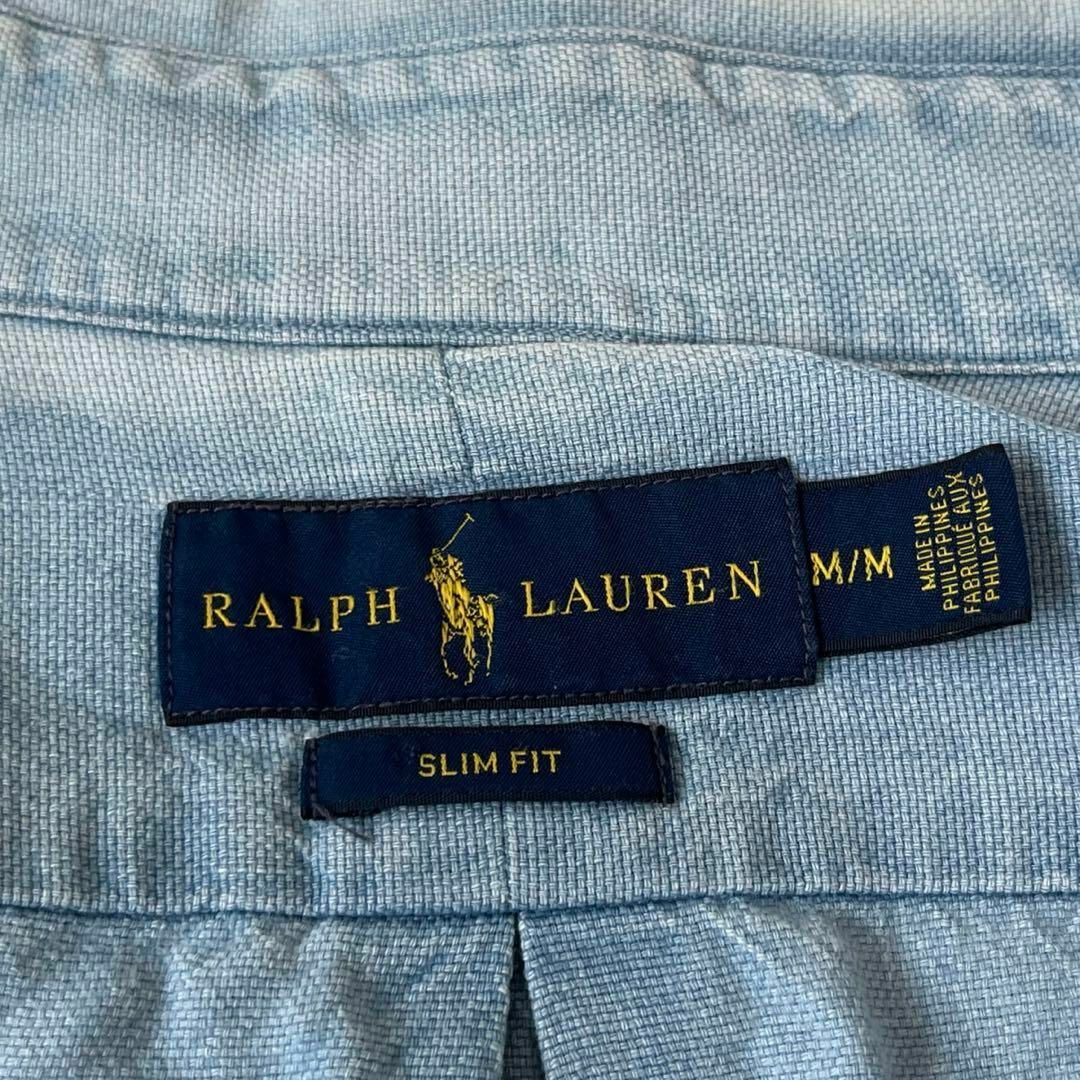 RALPH LAUREN
M/M
MADE IN
PHILIPPINES
FABRIQUÉ AUX
PHILIPPINES
SLIM FIT